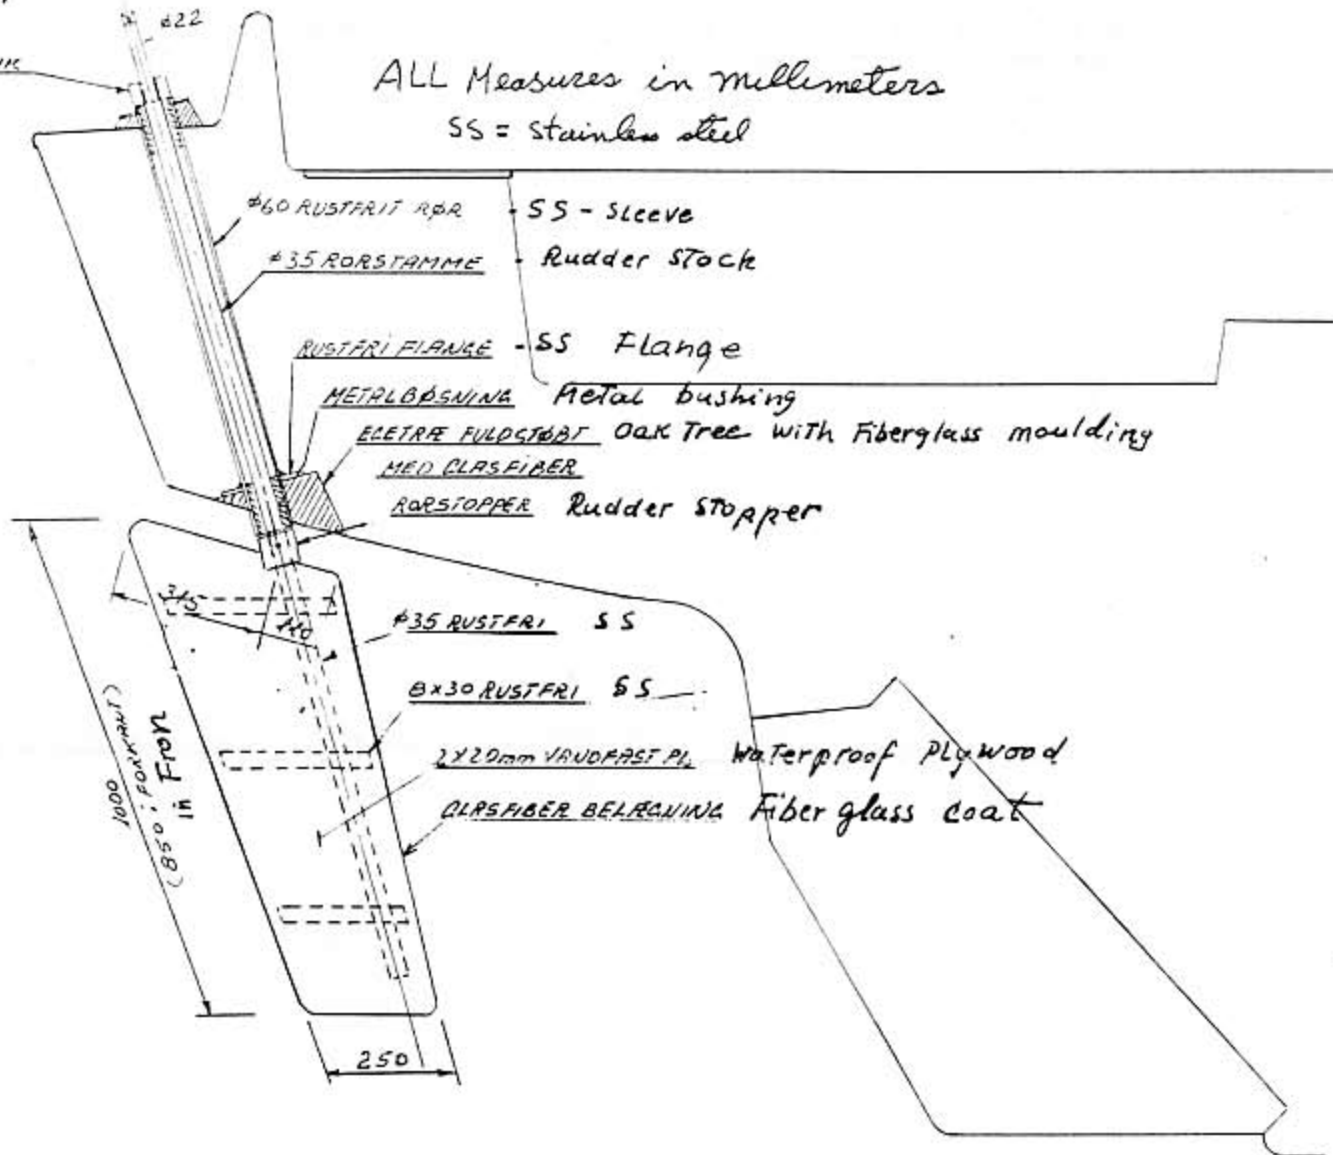 ø22
ALL Measures in millimeters
SS = Stainless steel
ø60 RUSTFRIT RØR - SS - Sleeve
ø35 RORSTAMME - Rudder Stock
RUSTFRI FLANGE - SS Flange
METALBØSNING Metal bushing
EGETRÆ FULDSTØBT Oak Tree with Fiberglass moulding
MED GLASFIBER
RORSTOPPER Rudder Stopper
315
110
ø35 RUSTFRI SS
8x30 RUSTFRI SS
2x20mm VANDFAST PL. Waterproof Plywood
GLASFIBER BELÆGNING Fiber glass coat
1000
(850 i FORKANT)
250